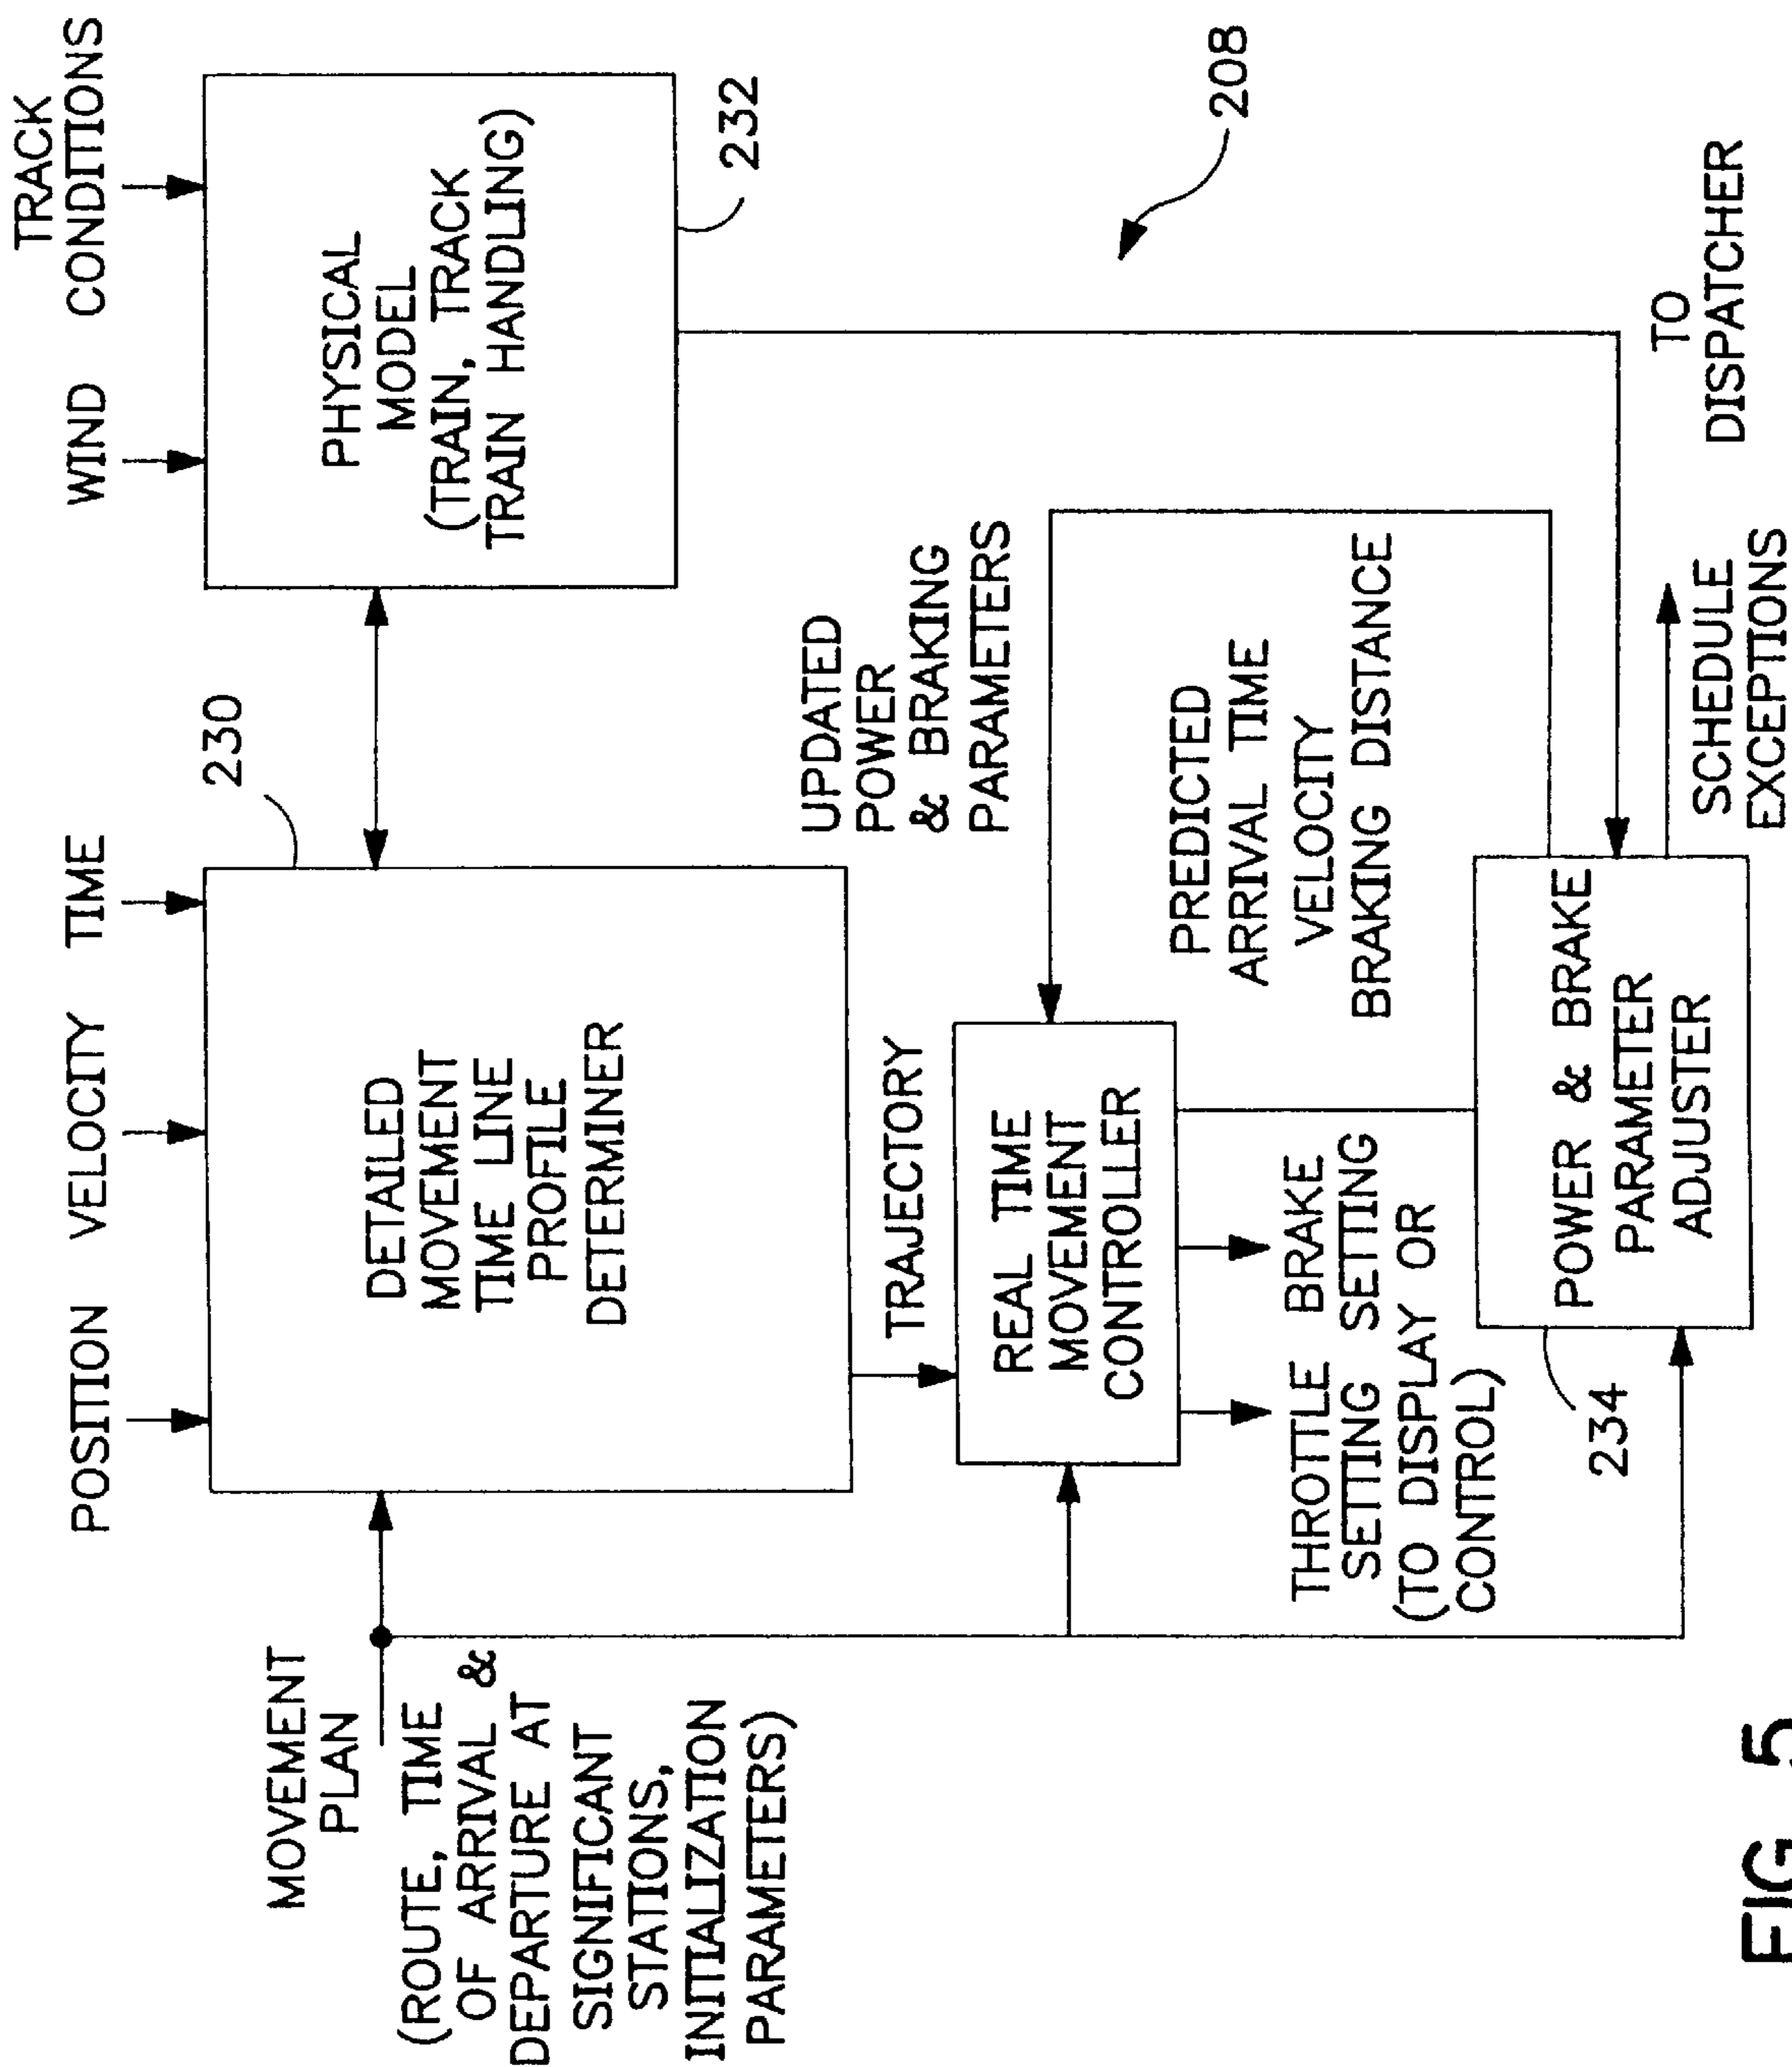 MOVEMENT
PLAN
(ROUTE, TIME
OF ARRIVAL &
DEPARTURE AT
SIGNIFICANT
STATIONS,
INITIALIZATION
PARAMETERS)
POSITION VELOCITY TIME
230
DETAILED
MOVEMENT
TIME LINE
PROFILE
DETERMINER
WIND
TRACK
CONDITIONS
PHYSICAL
MODEL
(TRAIN, TRACK
TRAIN HANDLING)
232
TRAJECTORY
UPDATED
POWER
& BRAKING
PARAMETERS
REAL TIME
MOVEMENT
CONTROLLER
208
PREDICTED
ARRIVAL TIME
VELOCITY
BRAKING DISTANCE
THROTTLE BRAKE
SETTING SETTING
(TO DISPLAY OR
CONTROL)
234
POWER & BRAKE
PARAMETER
ADJUSTER
TO
DISPATCHER
SCHEDULE
EXCEPTIONS
FIG. 5